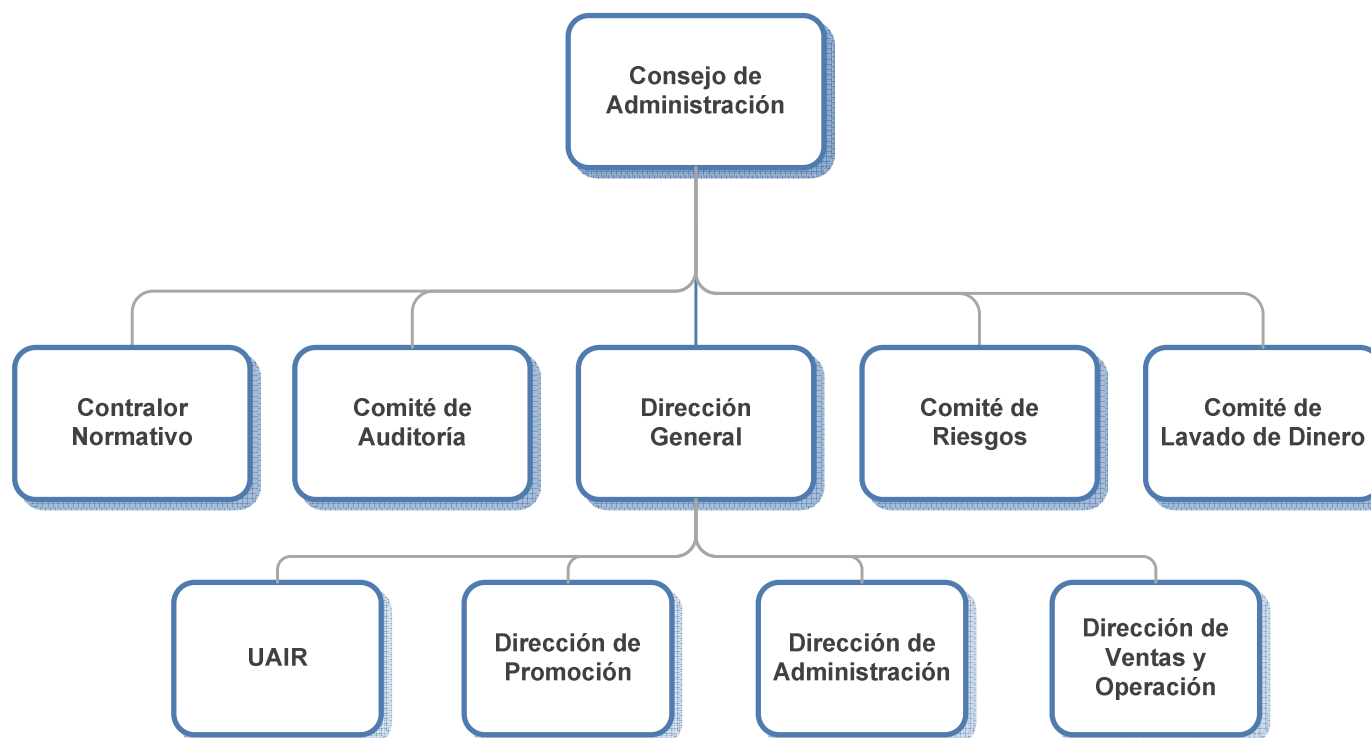 Consejo de
Administración
Contralor
Normativo
Comité de
Auditoría
Dirección
General
Comité de
Riesgos
Comité de
Lavado de Dinero
UAIR
Dirección de
Promoción
Dirección de
Administración
Dirección de
Ventas y
Operación